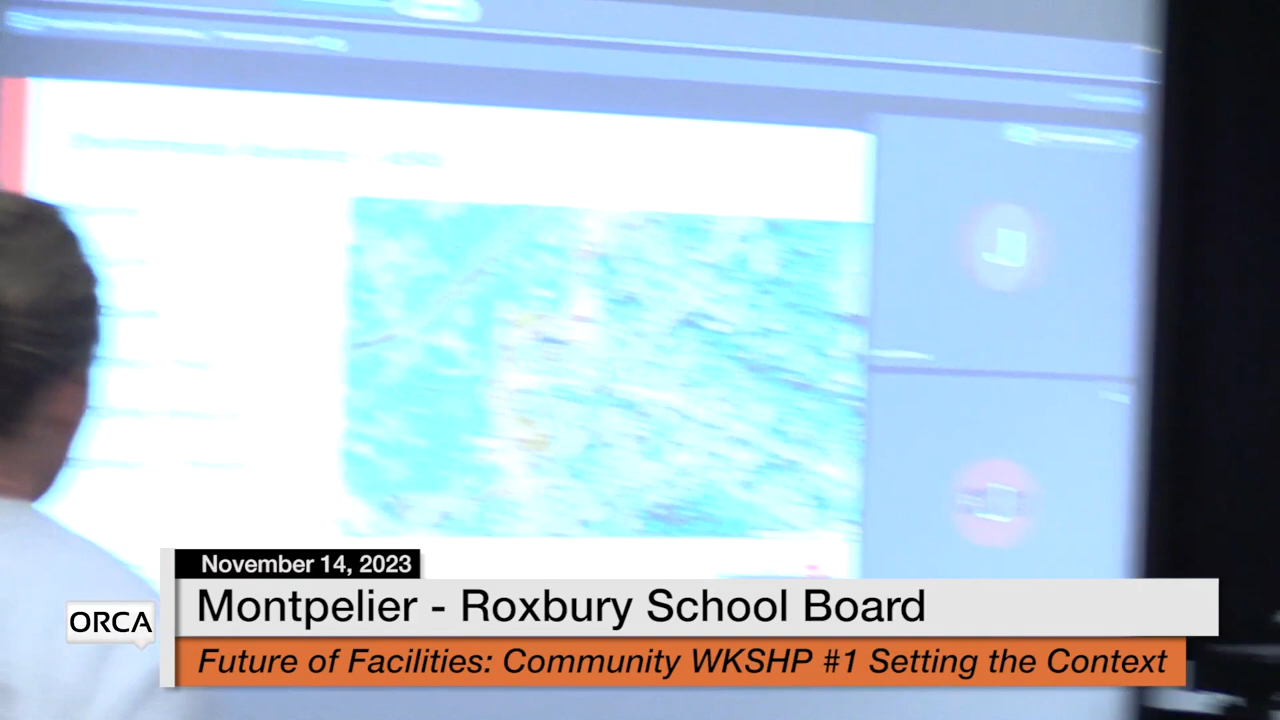 November 14, 2023
Montpelier - Roxbury School Board
ORCA
Future of Facilities: Community WKSHP #1 Setting the Context